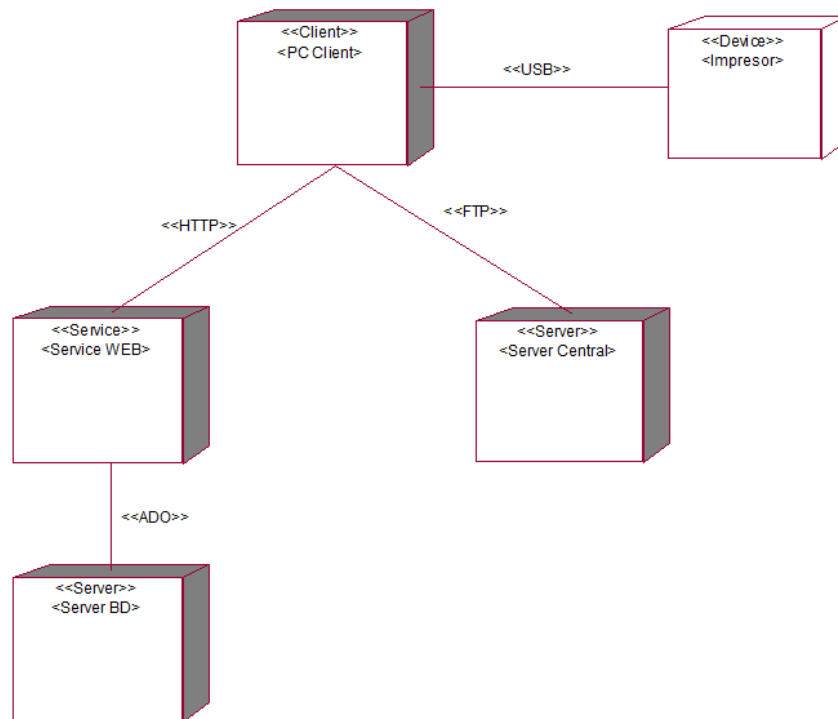 <<Client>>
<PC Client>
<<Device>>
<Impresor>
<<USB>>
<<HTTP>>
<<FTP>>
<<Service>>
<Service WEB>
<<Server>>
<Server Central>
<<ADO>>
<<Server>>
<Server BD>